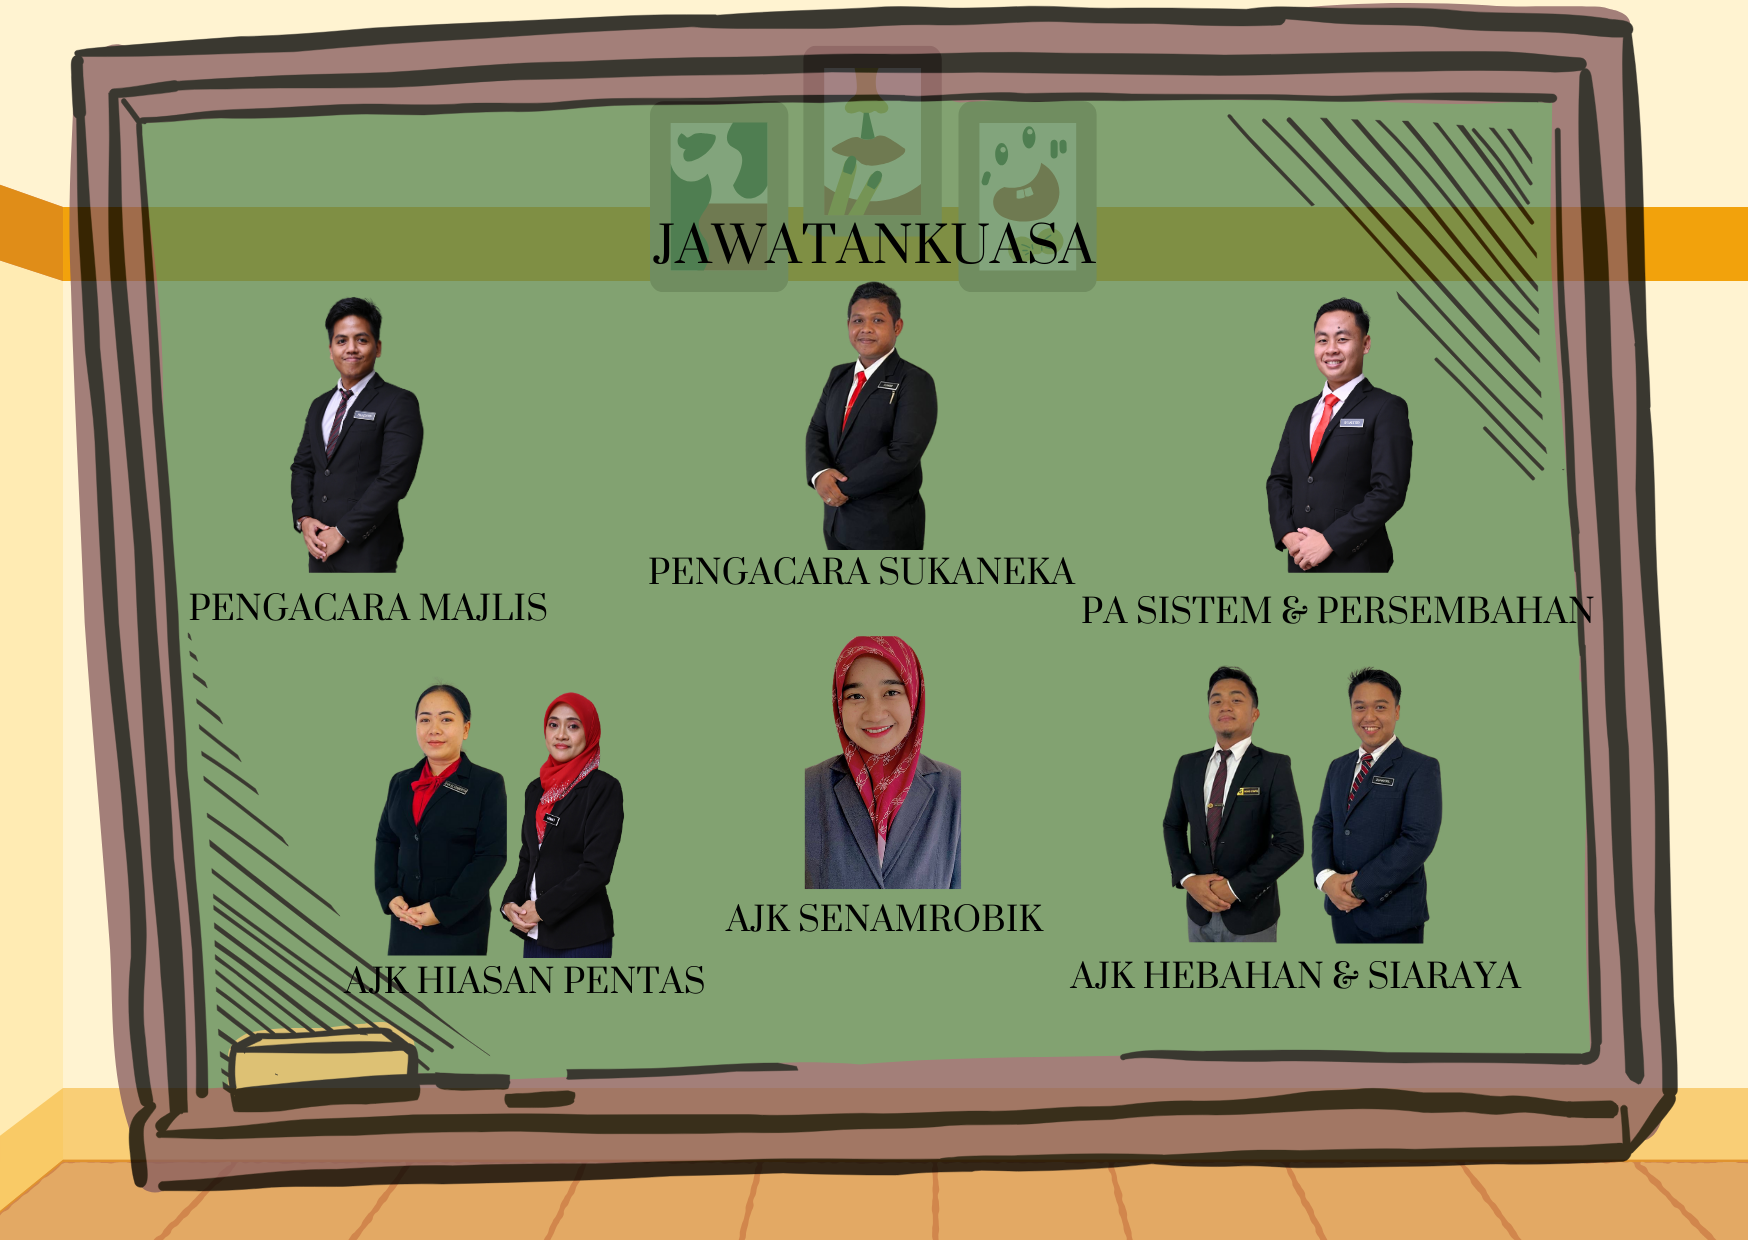 JAWATANKUASA
PENGACARA MAJLIS
PENGACARA SUKANEKA
PA SISTEM & PERSEMBAHAN
AJK HIASAN PENTAS
AJK SENAMROBIK
AJK HEBAHAN & SIARAYA